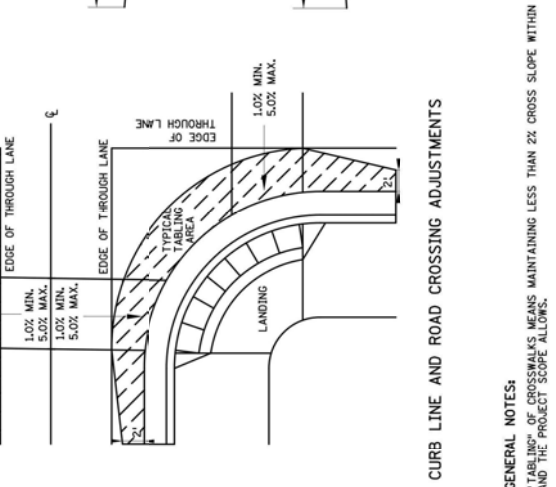 EDGE OF THROUGH LANE
℄
1.0% MIN.
5.0% MAX.
1.0% MIN.
5.0% MAX.
EDGE OF THROUGH LANE
EDGE OF
THROUGH LANE
1.0% MIN.
5.0% MAX.
TYPICAL
TABLING
AREA
LANDING
2'
2'
CURB LINE AND ROAD CROSSING ADJUSTMENTS
GENERAL NOTES:
"TABLING" OF CROSSWALKS MEANS MAINTAINING LESS THAN 2% CROSS SLOPE WITHIN
AND THE PROJECT SCOPE ALLOWS.